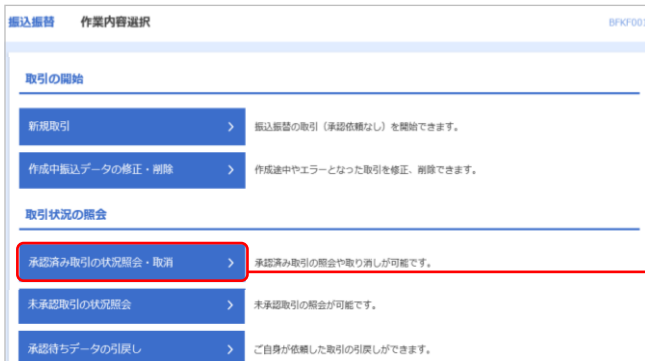 振込振替 作業内容選択 BFKF003
取引の開始
新規取引 振込振替の取引（承認依頼なし）を開始できます。
作成中振込データの修正・削除 作成途中やエラーとなった取引を修正、削除できます。
取引状況の照会
承認済み取引の状況照会・取消 承認済み取引の照会や取り消しが可能です。
未承認取引の状況照会 未承認取引の照会が可能です。
承認待ちデータの引戻し ご自身が依頼した取引の引戻しができます。